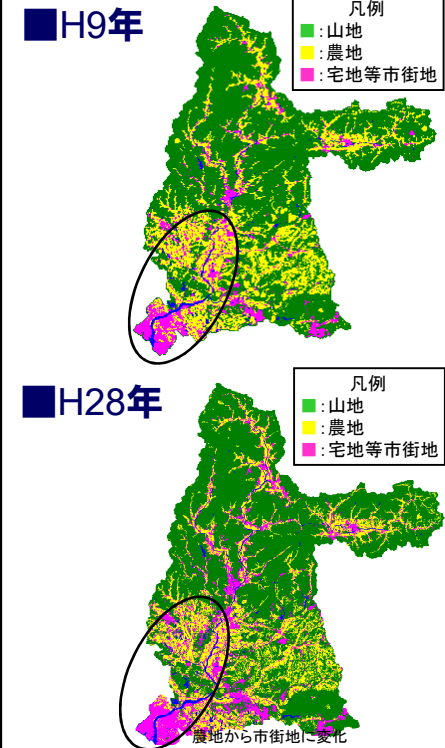 ■H9年
凡例
■:山地
■:農地
■:宅地等市街地
■H28年
凡例
■:山地
■:農地
■:宅地等市街地
農地から市街地に変化